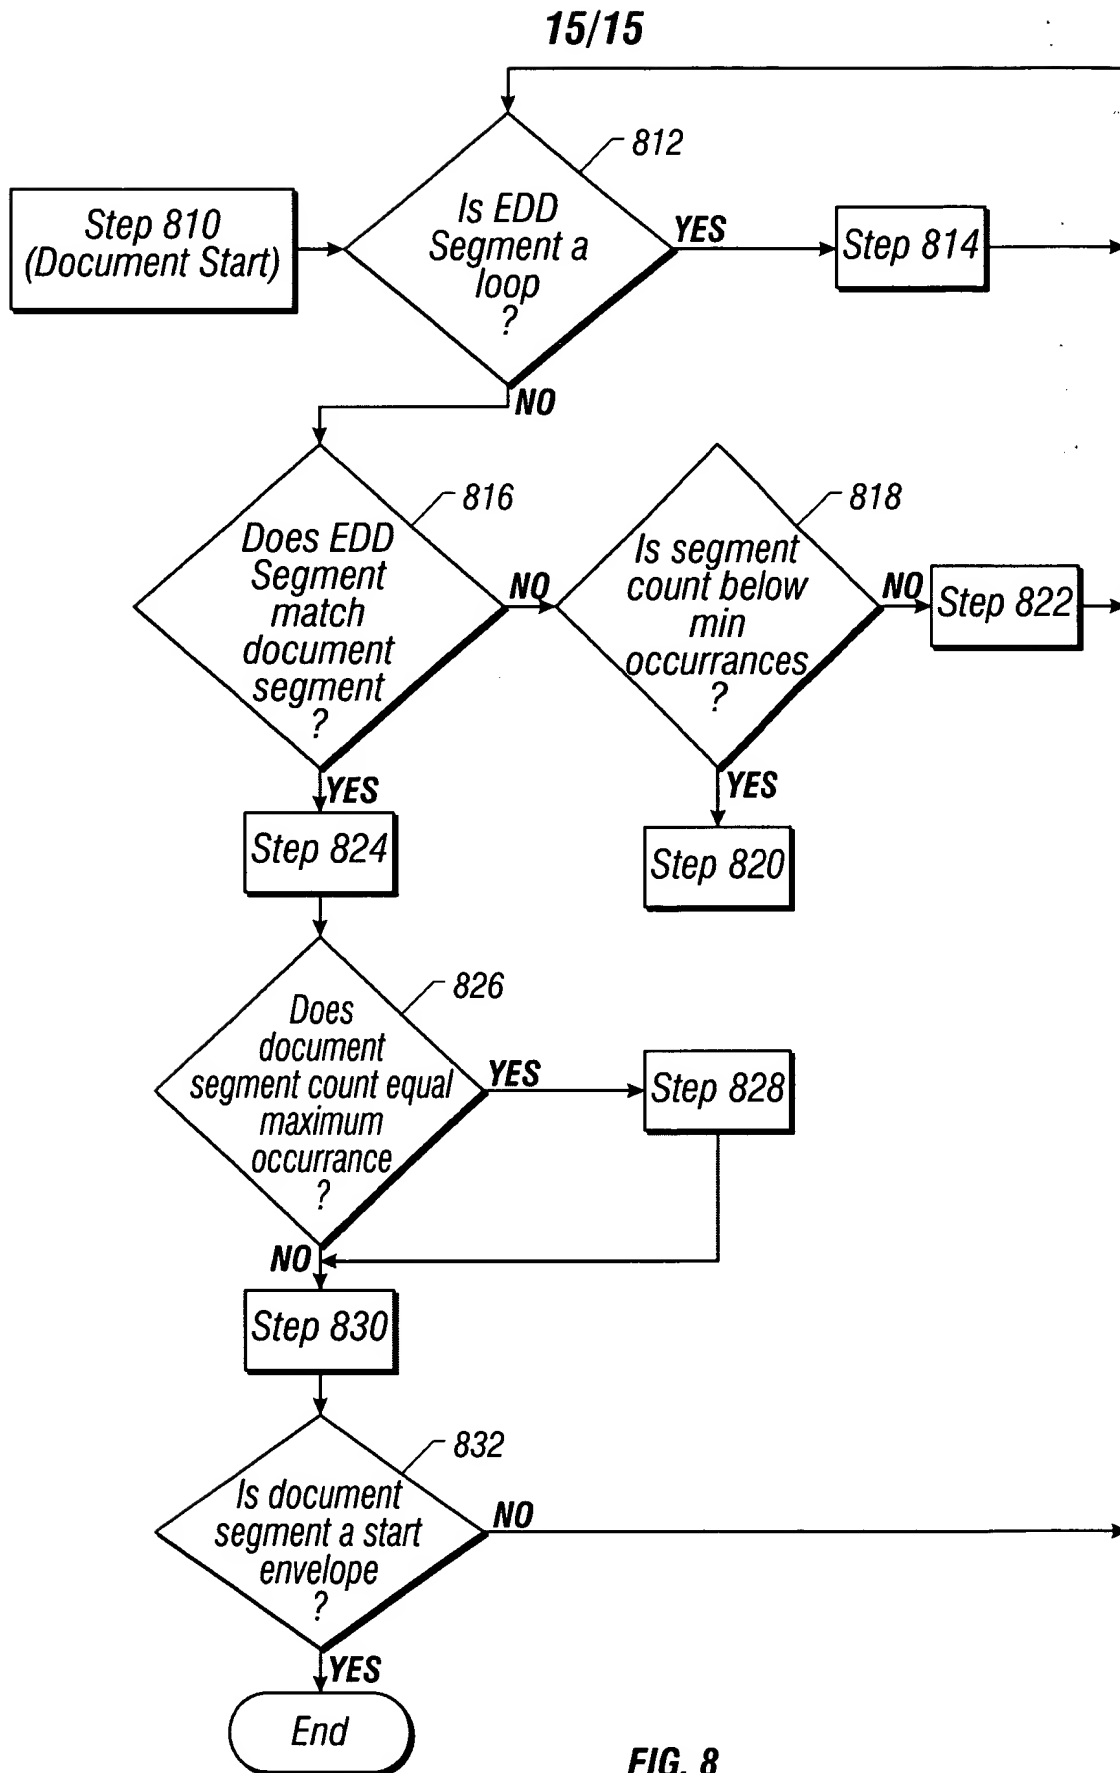 15/15
812
Step 810
(Document Start)
Is EDD
Segment a
loop
?
YES
Step 814
NO
816
Does EDD
Segment
match
document
segment
?
NO
818
Is segment
count below
min
occurrances
?
NO
Step 822
YES
Step 824
YES
Step 820
826
Does
document
segment count equal
maximum
occurrance
?
YES
Step 828
NO
Step 830
832
Is document
segment a start
envelope
?
NO
YES
End
FIG. 8